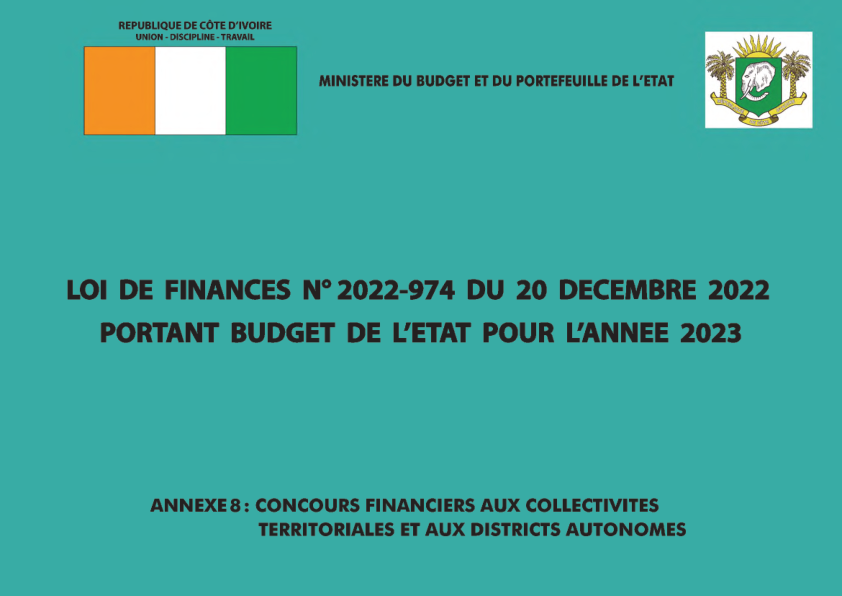 REPUBLIQUE DE CÔTE D'IVOIRE
UNION - DISCIPLINE - TRAVAIL
MINISTERE DU BUDGET ET DU PORTEFEUILLE DE L'ETAT
LOI DE FINANCES N° 2022-974 DU 20 DECEMBRE 2022
PORTANT BUDGET DE L'ETAT POUR L'ANNEE 2023
ANNEXE 8 : CONCOURS FINANCIERS AUX COLLECTIVITES
TERRITORIALES ET AUX DISTRICTS AUTONOMES